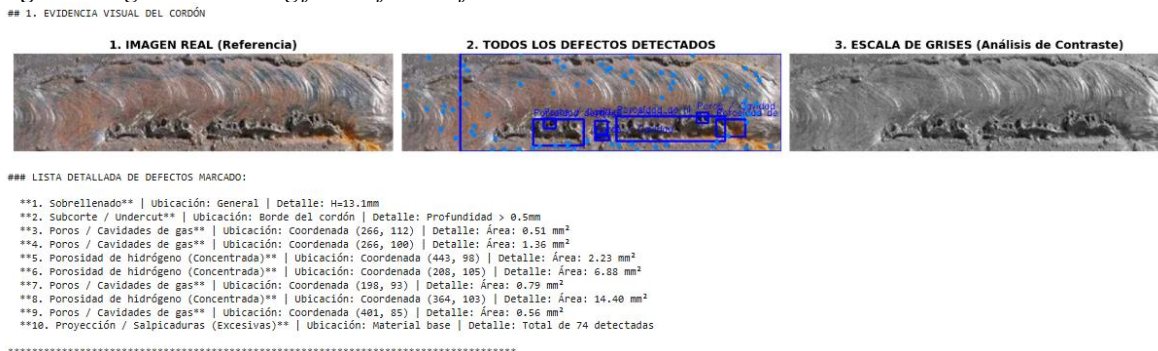 ## 1. EVIDENCIA VISUAL DEL CORDÓN
1. IMAGEN REAL (Referencia)
2. TODOS LOS DEFECTOS DETECTADOS
3. ESCALA DE GRISES (Análisis de Contraste)
### LISTA DETALLADA DE DEFECTOS MARCADO:
**1. Sobrellenado** | Ubicación: General | Detalle: H=13.1mm
**2. Subcorte / Undercut** | Ubicación: Borde del cordón | Detalle: Profundidad > 0.5mm
**3. Poros / Cavidades de gas** | Ubicación: Coordenada (266, 112) | Detalle: Área: 0.51 mm²
**4. Poros / Cavidades de gas** | Ubicación: Coordenada (266, 100) | Detalle: Área: 1.36 mm²
**5. Porosidad de hidrógeno (Concentrada)** | Ubicación: Coordenada (443, 98) | Detalle: Área: 2.23 mm²
**6. Porosidad de hidrógeno (Concentrada)** | Ubicación: Coordenada (208, 105) | Detalle: Área: 6.88 mm²
**7. Poros / Cavidades de gas** | Ubicación: Coordenada (198, 93) | Detalle: Área: 0.79 mm²
**8. Porosidad de hidrógeno (Concentrada)** | Ubicación: Coordenada (364, 103) | Detalle: Área: 14.40 mm²
**9. Poros / Cavidades de gas** | Ubicación: Coordenada (401, 85) | Detalle: Área: 0.56 mm²
**10. Proyección / Salpicaduras (Excesivas)** | Ubicación: Material base | Detalle: Total de 74 detectadas